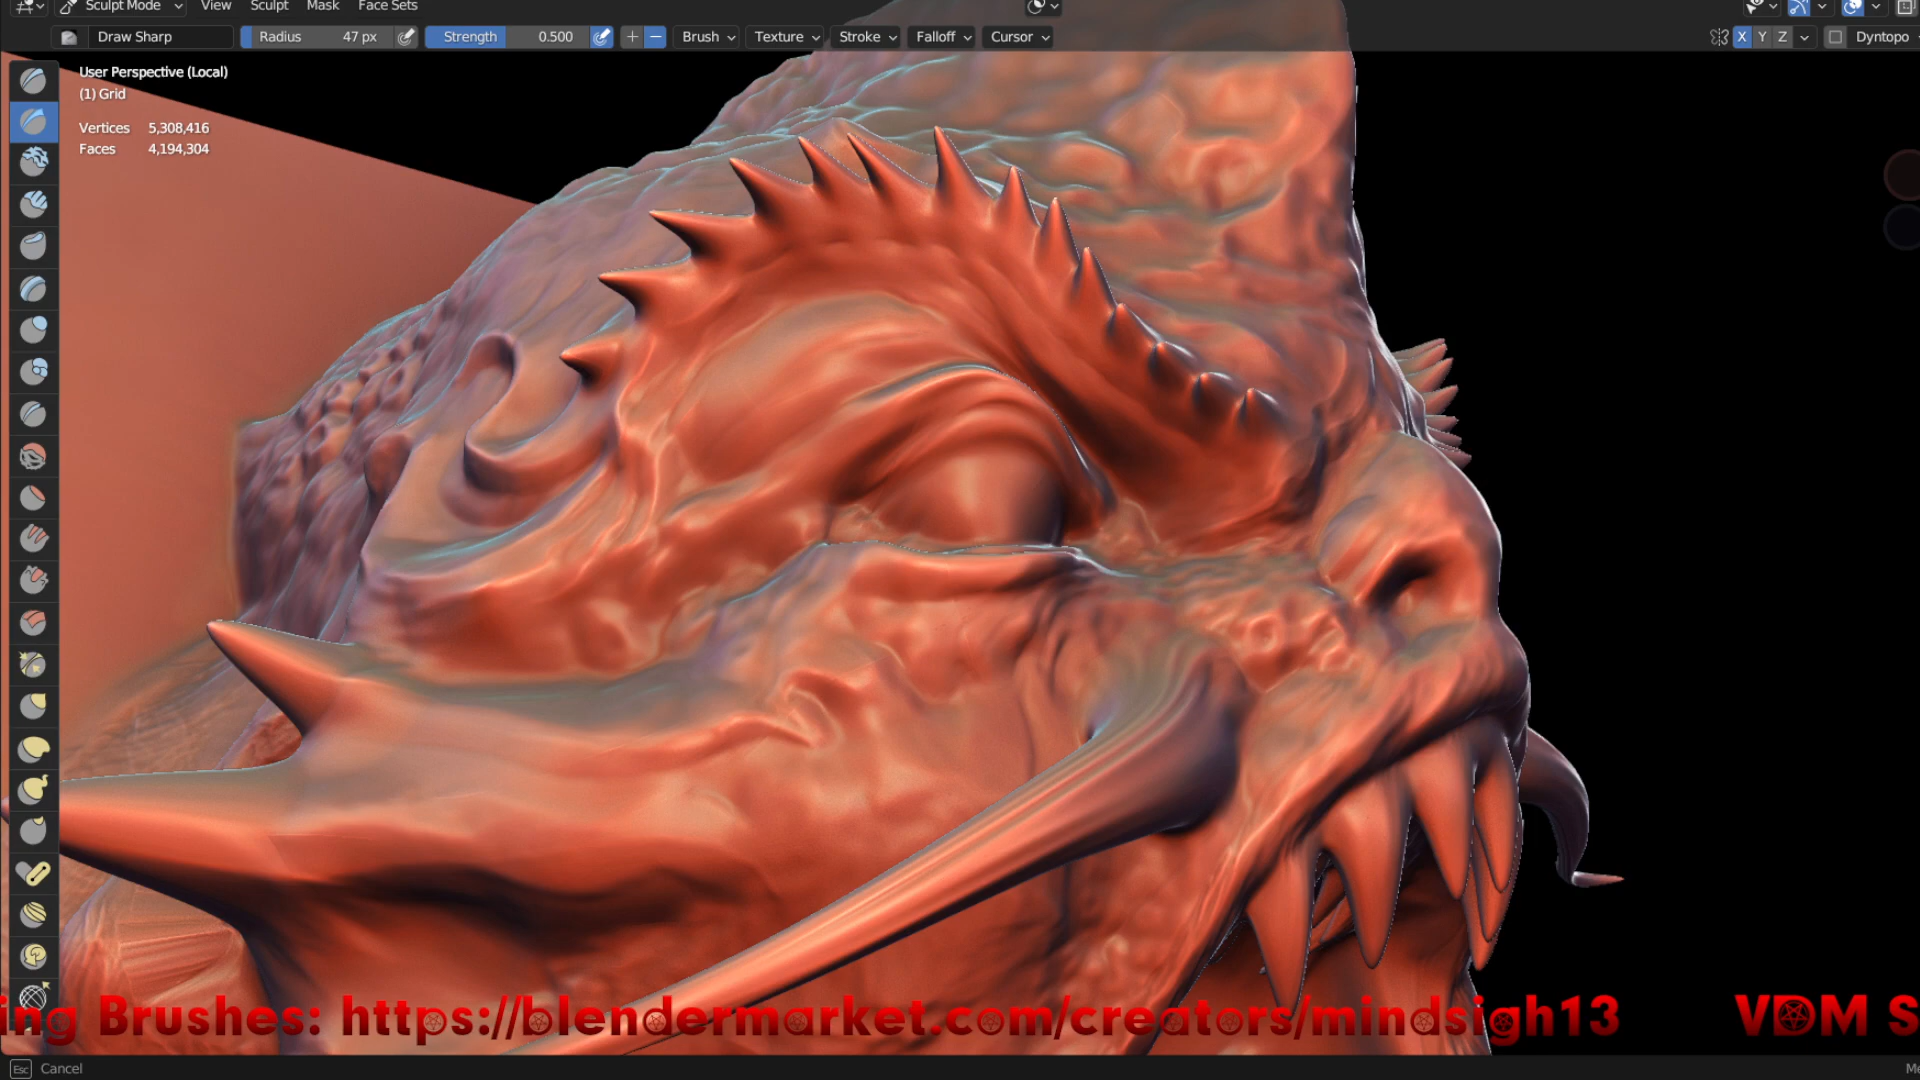 Sculpt Mode View Sculpt Mask Face Sets
Draw Sharp Radius 47 px Strength 0.500 Brush Texture Stroke Falloff Cursor X Y Z Dyntopo
User Perspective (Local)
(1) Grid
Vertices 5,308,416
Faces 4,194,304
ing Brushes: https://blendermarket.com/creators/mindsigh13 VDM S
Esc Cancel Me